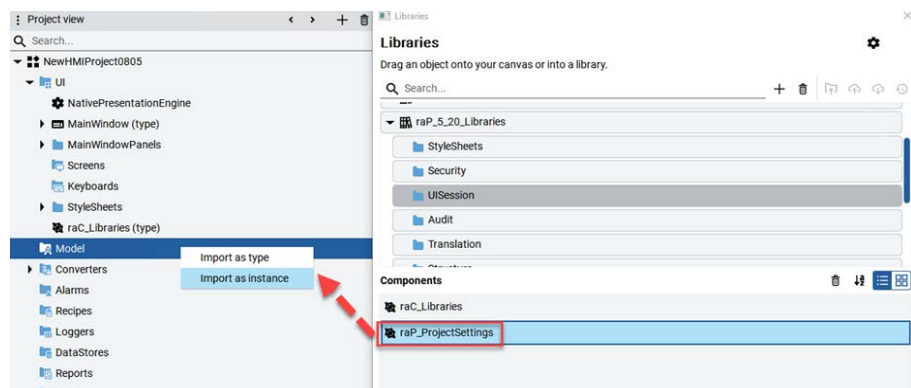 Project view
Search...
NewHMIProject0805
UI
NativePresentationEngine
MainWindow (type)
MainWindowPanels
Screens
Keyboards
StyleSheets
raC_Libraries (type)
Model
Converters
Alarms
Recipes
Loggers
DataStores
Reports
Import as type
Import as instance
Libraries
Libraries
Drag an object onto your canvas or into a library.
Search...
raP_5_20_Libraries
StyleSheets
Security
UISession
Audit
Translation
Components
raC_Libraries
raP_ProjectSettings